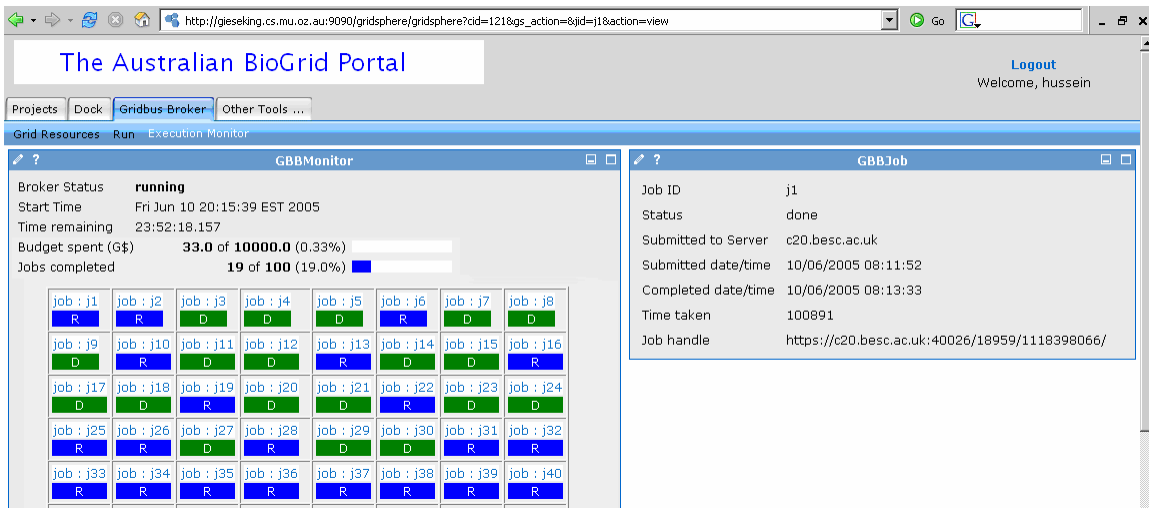 http://gieseking.cs.mu.oz.au:9090/gridsphere/gridsphere?cid=121&gs_action=&jid=j1&action=view
Go
G
The Australian BioGrid Portal
Logout
Welcome, hussein
Projects Dock Gridbus Broker Other Tools ...
Grid Resources Run Execution Monitor
? GBBMonitor
Broker Status running
Start Time Fri Jun 10 20:15:39 EST 2005
Time remaining 23:52:18.157
Budget spent (G$) 33.0 of 10000.0 (0.33%)
Jobs completed 19 of 100 (19.0%)
job : j1 job : j2 job : j3 job : j4 job : j5 job : j6 job : j7 job : j8
R R D D D R D D
job : j9 job : j10 job : j11 job : j12 job : j13 job : j14 job : j15 job : j16
D R D D R D D R
job : j17 job : j18 job : j19 job : j20 job : j21 job : j22 job : j23 job : j24
D D R D D R D D
job : j25 job : j26 job : j27 job : j28 job : j29 job : j30 job : j31 job : j32
R R D R D D R R
job : j33 job : j34 job : j35 job : j36 job : j37 job : j38 job : j39 job : j40
R R R R R R R R
? GBBJob
Job ID j1
Status done
Submitted to Server c20.besc.ac.uk
Submitted date/time 10/06/2005 08:11:52
Completed date/time 10/06/2005 08:13:33
Time taken 100891
Job handle https://c20.besc.ac.uk:40026/18959/1118398066/